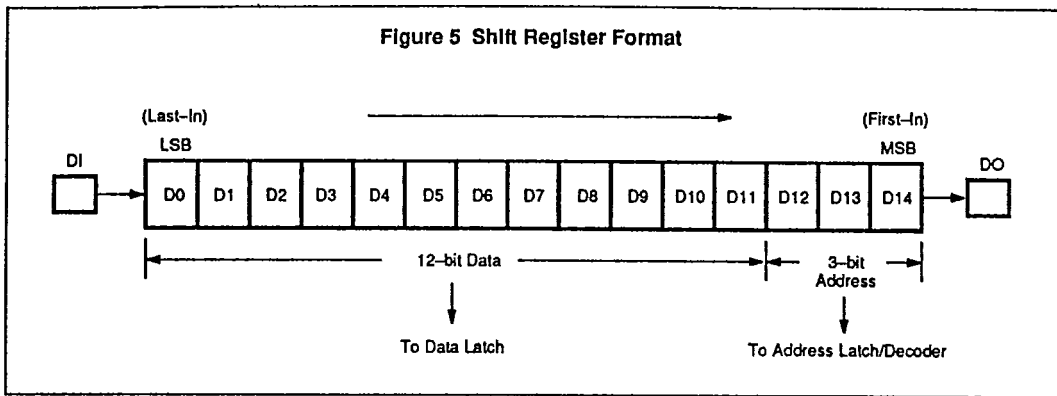 Figure 5 Shift Register Format
(Last–In)
(First–In)
LSB
MSB
DI
DO
D0 D1 D2 D3 D4 D5 D6 D7 D8 D9 D10 D11 D12 D13 D14
12–bit Data
3–bit
Address
To Data Latch
To Address Latch/Decoder